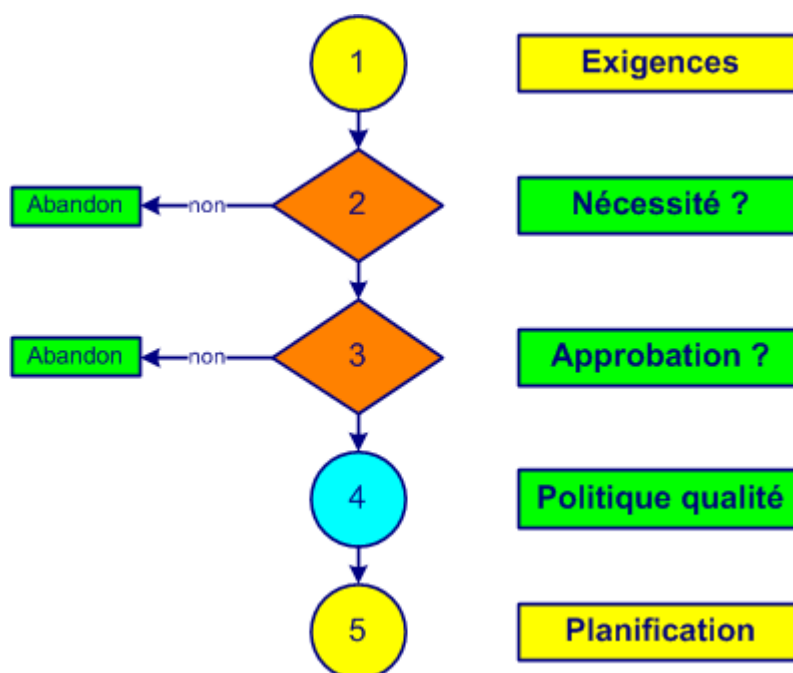 1
Exigences
Abandon
non
2
Nécessité ?
Abandon
non
3
Approbation ?
4
Politique qualité
5
Planification